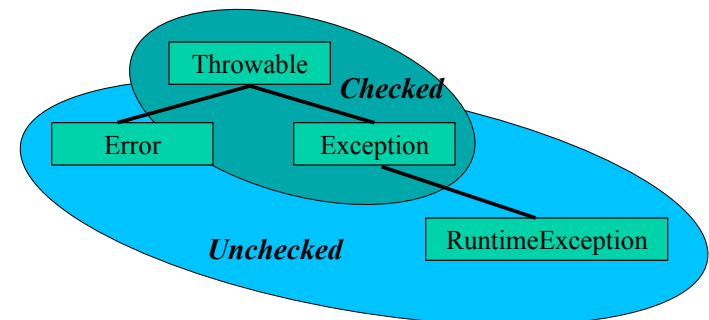 Throwable
Checked
Error
Exception
Unchecked
RuntimeException